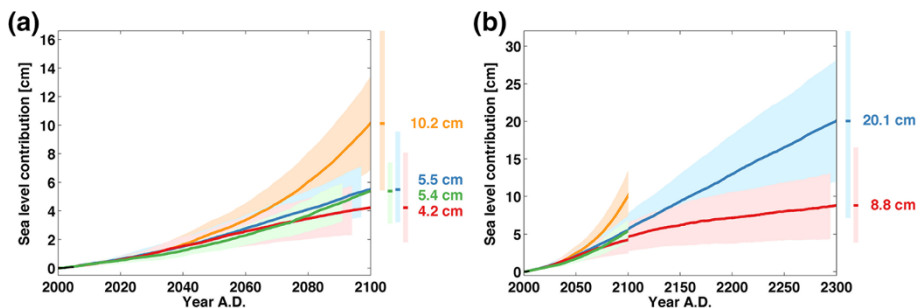 (a)
Sea level contribution [cm]
16
14
12
10
8
6
4
2
0
2000
2020
2040
2060
2080
2100
Year A.D.
10.2 cm
5.5 cm
5.4 cm
4.2 cm
(b)
Sea level contribution [cm]
30
25
20
15
10
5
0
2000
2050
2100
2150
2200
2250
2300
Year A.D.
20.1 cm
8.8 cm